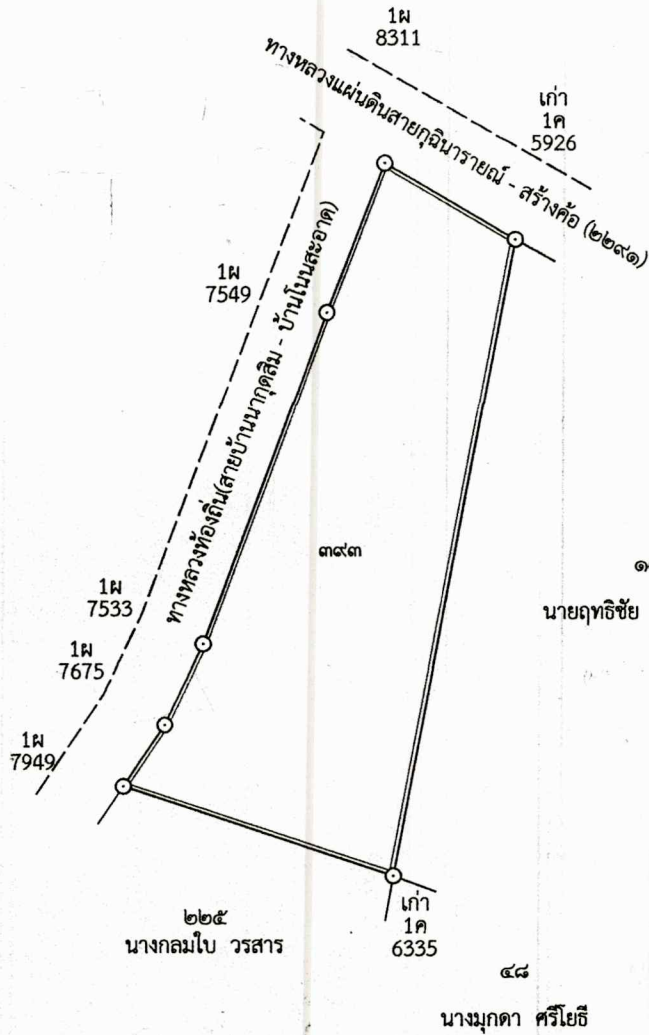 1ผ
8311
ทางหลวงแผ่นดินสายกุฉินารายณ์ - สร้างค้อ (๒๒๙๑)
เก่า
1ค
5926
1ผ
7549
ทางหลวงท้องถิ่น(สายบ้านนากุดสิม - บ้านโนนสะอาด)
๓๙๓
๑
นายฤทธิชัย
1ผ
7533
1ผ
7675
1ผ
7949
๒๒๕
นางกลมใบ วรสาร
เก่า
1ค
6335
๔๘
นางมุกดา ศรีโยธี